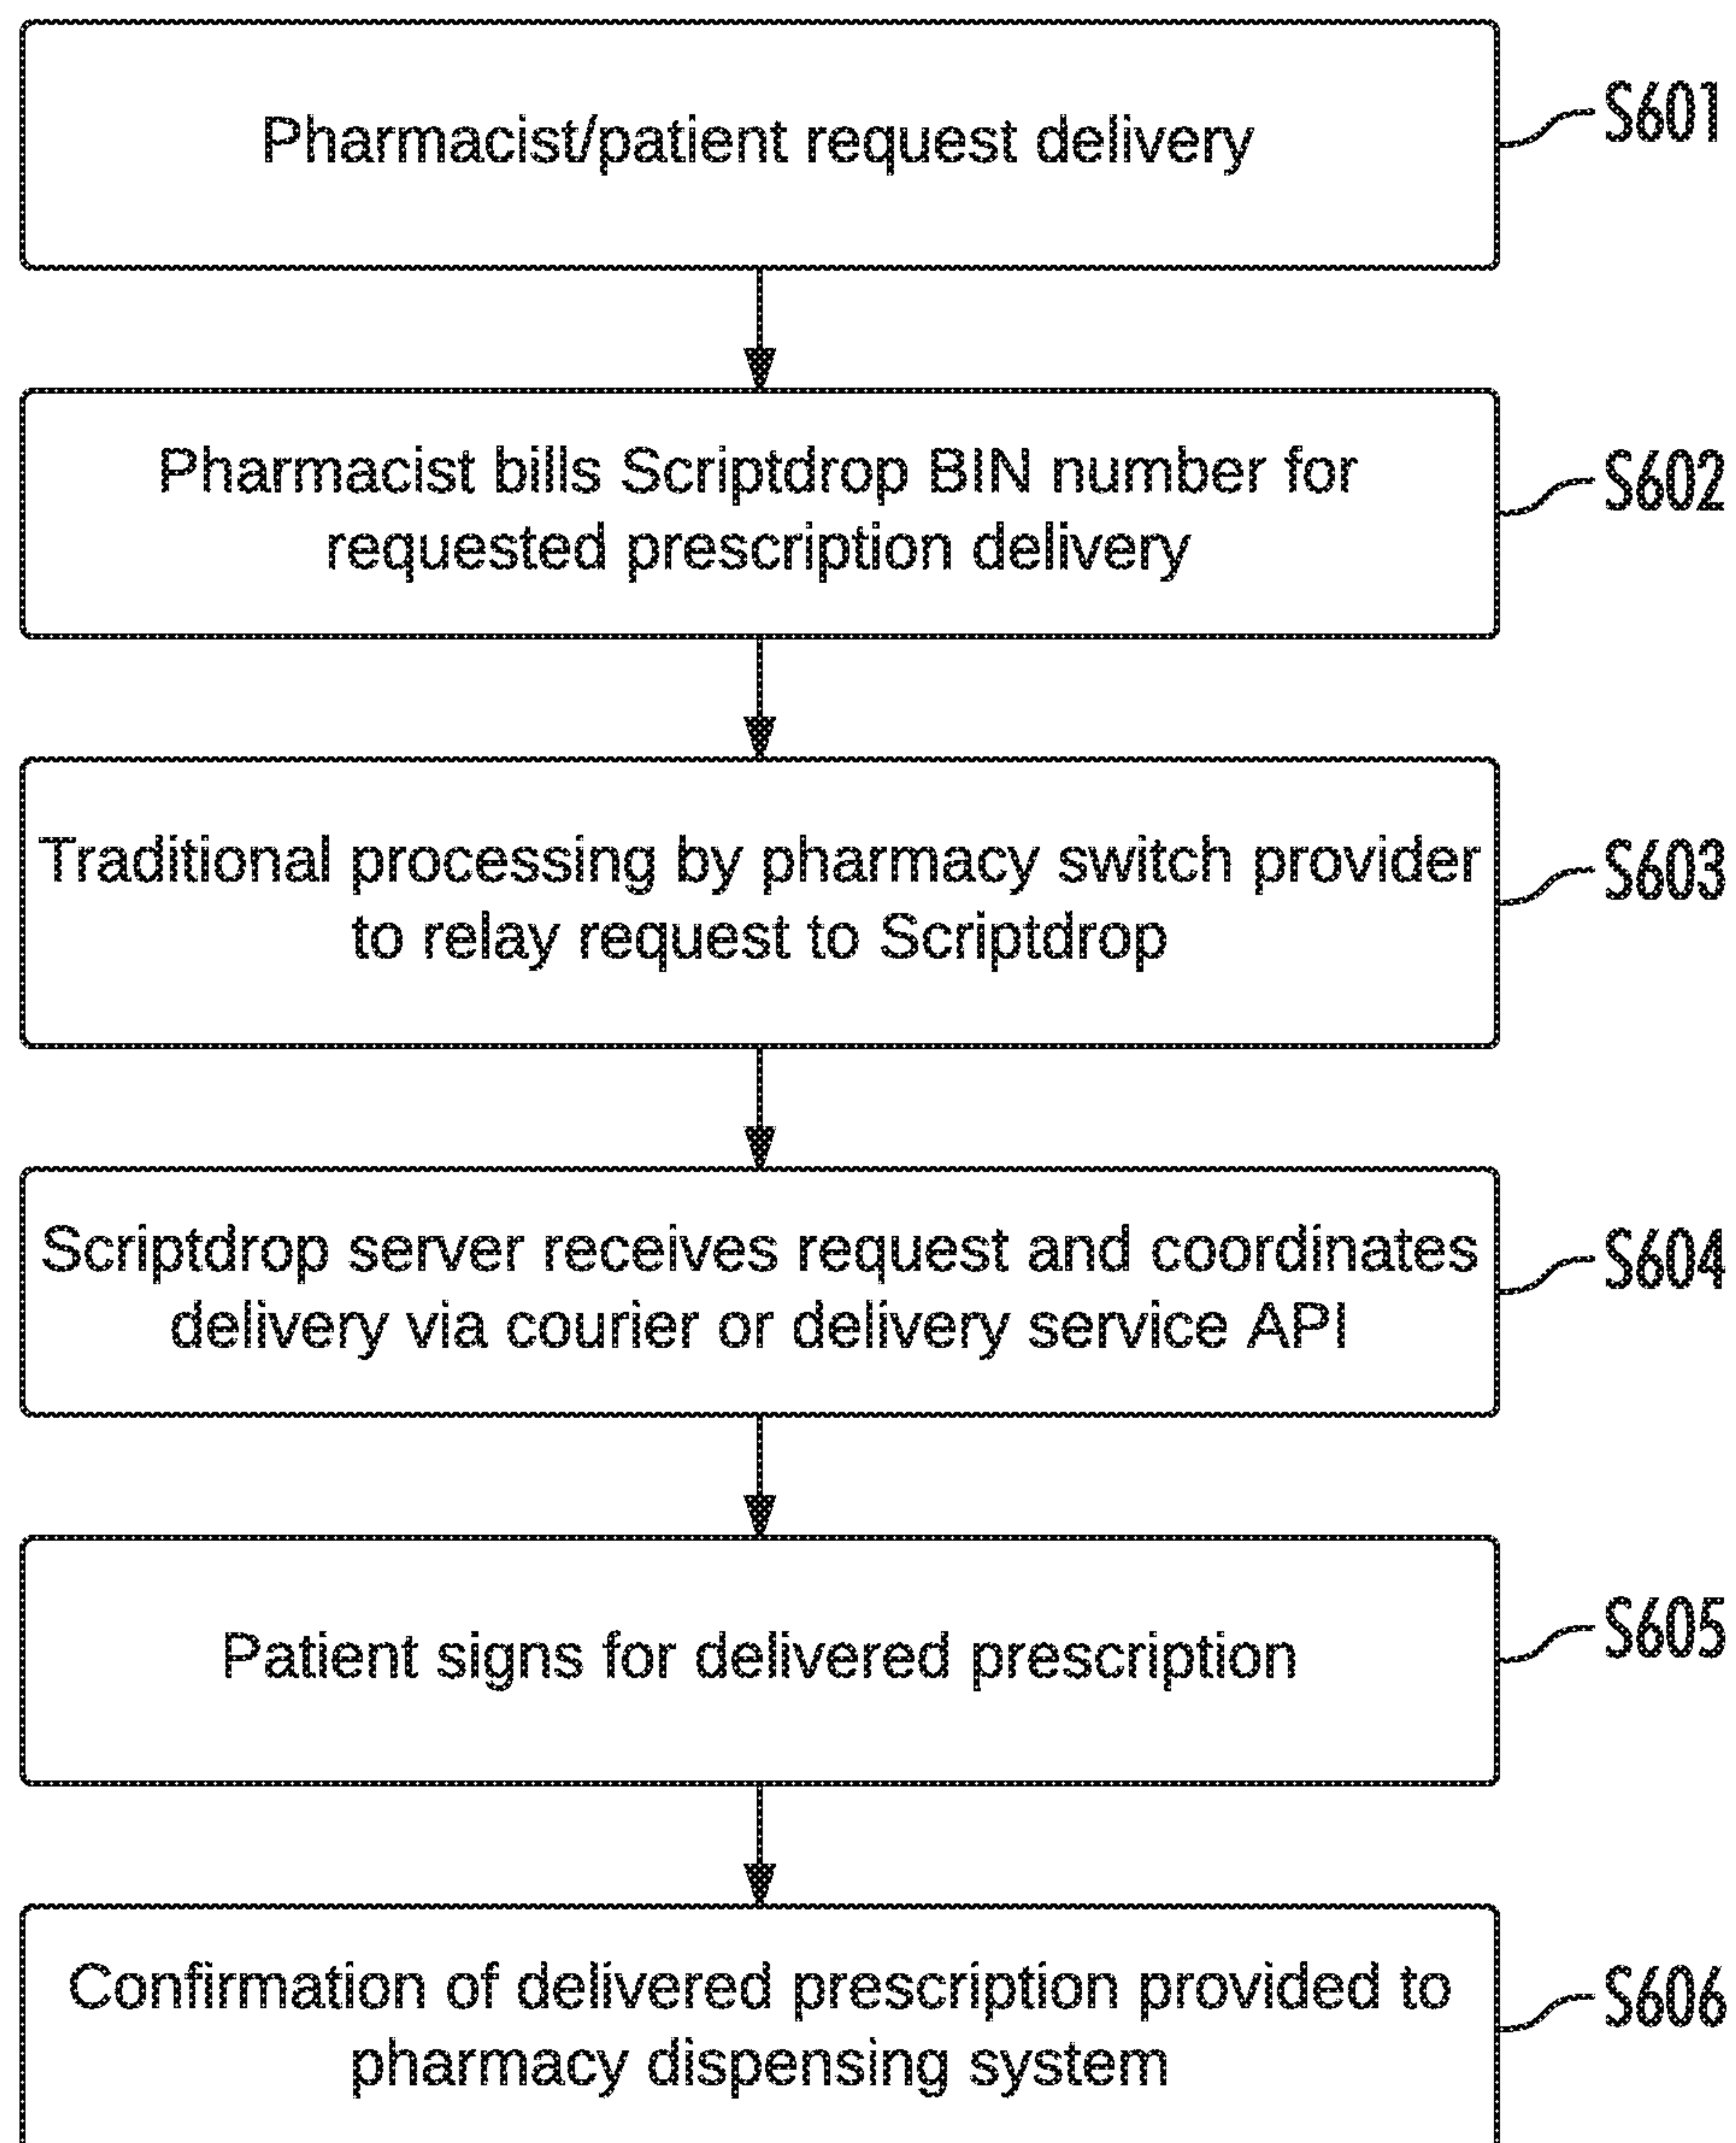 Pharmacist/patient request delivery
S601
Pharmacist bills Scriptdrop BIN number for
requested prescription delivery
S602
Traditional processing by pharmacy switch provider
to relay request to Scriptdrop
S603
Scriptdrop server receives request and coordinates
delivery via courier or delivery service API
S604
Patient signs for delivered prescription
S605
Confirmation of delivered prescription provided to
pharmacy dispensing system
S606